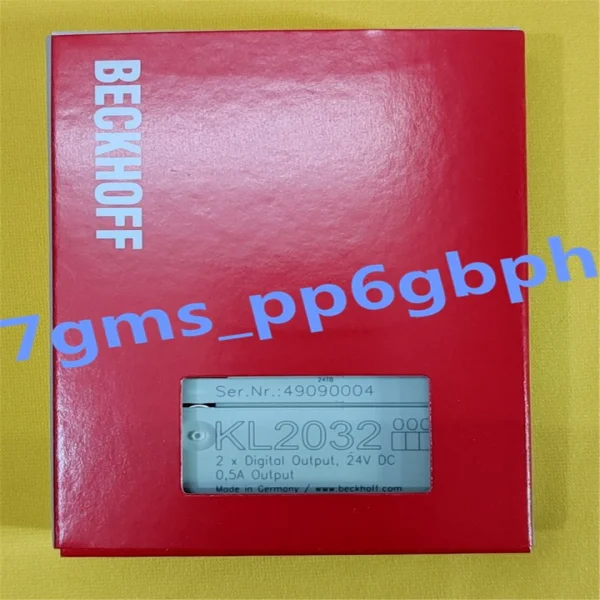 BECKHOFF
7gms_pp6gbph
24TB
Ser.Nr.:49090004
KL2032
2 x Digital Output, 24V DC
0,5A Output
Made in Germany / www.beckhoff.com